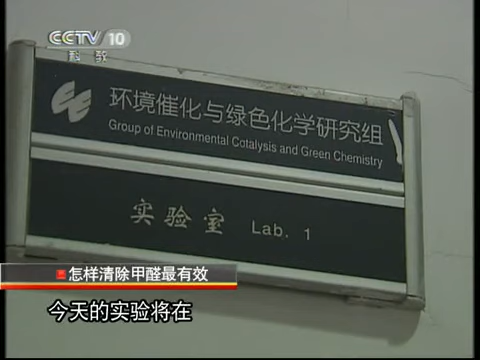 CCTV 10
科教
环境催化与绿色化学研究组
Group of Environmental Cotalysis and Green Chemistry
实验室 Lab. 1
怎样清除甲醛最有效
今天的实验将在